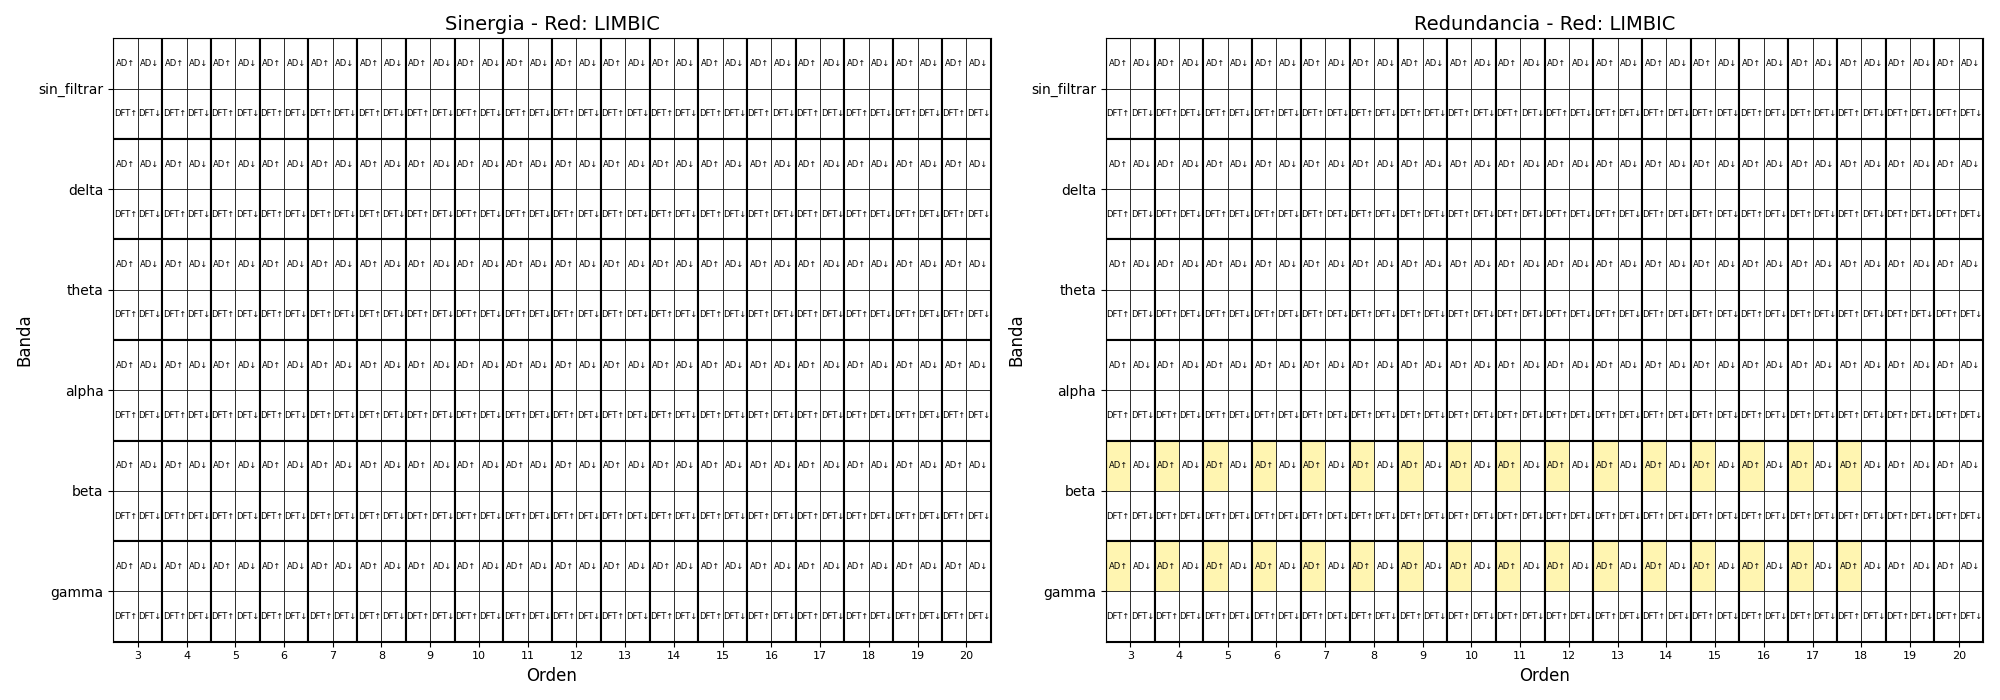 Sinergia - Red: LIMBIC
Banda
sin_filtrar
AD↑ AD↓ AD↑ AD↓ AD↑ AD↓ AD↑ AD↓ AD↑ AD↓ AD↑ AD↓ AD↑ AD↓ AD↑ AD↓ AD↑ AD↓ AD↑ AD↓ AD↑ AD↓ AD↑ AD↓ AD↑ AD↓ AD↑ AD↓ AD↑ AD↓ AD↑ AD↓ AD↑ AD↓ AD↑ AD↓
DFT↑ DFT↓ DFT↑ DFT↓ DFT↑ DFT↓ DFT↑ DFT↓ DFT↑ DFT↓ DFT↑ DFT↓ DFT↑ DFT↓ DFT↑ DFT↓ DFT↑ DFT↓ DFT↑ DFT↓ DFT↑ DFT↓ DFT↑ DFT↓ DFT↑ DFT↓ DFT↑ DFT↓ DFT↑ DFT↓ DFT↑ DFT↓ DFT↑ DFT↓ DFT↑ DFT↓
delta
AD↑ AD↓ AD↑ AD↓ AD↑ AD↓ AD↑ AD↓ AD↑ AD↓ AD↑ AD↓ AD↑ AD↓ AD↑ AD↓ AD↑ AD↓ AD↑ AD↓ AD↑ AD↓ AD↑ AD↓ AD↑ AD↓ AD↑ AD↓ AD↑ AD↓ AD↑ AD↓ AD↑ AD↓ AD↑ AD↓
DFT↑ DFT↓ DFT↑ DFT↓ DFT↑ DFT↓ DFT↑ DFT↓ DFT↑ DFT↓ DFT↑ DFT↓ DFT↑ DFT↓ DFT↑ DFT↓ DFT↑ DFT↓ DFT↑ DFT↓ DFT↑ DFT↓ DFT↑ DFT↓ DFT↑ DFT↓ DFT↑ DFT↓ DFT↑ DFT↓ DFT↑ DFT↓ DFT↑ DFT↓ DFT↑ DFT↓
theta
AD↑ AD↓ AD↑ AD↓ AD↑ AD↓ AD↑ AD↓ AD↑ AD↓ AD↑ AD↓ AD↑ AD↓ AD↑ AD↓ AD↑ AD↓ AD↑ AD↓ AD↑ AD↓ AD↑ AD↓ AD↑ AD↓ AD↑ AD↓ AD↑ AD↓ AD↑ AD↓ AD↑ AD↓ AD↑ AD↓
DFT↑ DFT↓ DFT↑ DFT↓ DFT↑ DFT↓ DFT↑ DFT↓ DFT↑ DFT↓ DFT↑ DFT↓ DFT↑ DFT↓ DFT↑ DFT↓ DFT↑ DFT↓ DFT↑ DFT↓ DFT↑ DFT↓ DFT↑ DFT↓ DFT↑ DFT↓ DFT↑ DFT↓ DFT↑ DFT↓ DFT↑ DFT↓ DFT↑ DFT↓ DFT↑ DFT↓
alpha
AD↑ AD↓ AD↑ AD↓ AD↑ AD↓ AD↑ AD↓ AD↑ AD↓ AD↑ AD↓ AD↑ AD↓ AD↑ AD↓ AD↑ AD↓ AD↑ AD↓ AD↑ AD↓ AD↑ AD↓ AD↑ AD↓ AD↑ AD↓ AD↑ AD↓ AD↑ AD↓ AD↑ AD↓ AD↑ AD↓
DFT↑ DFT↓ DFT↑ DFT↓ DFT↑ DFT↓ DFT↑ DFT↓ DFT↑ DFT↓ DFT↑ DFT↓ DFT↑ DFT↓ DFT↑ DFT↓ DFT↑ DFT↓ DFT↑ DFT↓ DFT↑ DFT↓ DFT↑ DFT↓ DFT↑ DFT↓ DFT↑ DFT↓ DFT↑ DFT↓ DFT↑ DFT↓ DFT↑ DFT↓ DFT↑ DFT↓
beta
AD↑ AD↓ AD↑ AD↓ AD↑ AD↓ AD↑ AD↓ AD↑ AD↓ AD↑ AD↓ AD↑ AD↓ AD↑ AD↓ AD↑ AD↓ AD↑ AD↓ AD↑ AD↓ AD↑ AD↓ AD↑ AD↓ AD↑ AD↓ AD↑ AD↓ AD↑ AD↓ AD↑ AD↓ AD↑ AD↓
DFT↑ DFT↓ DFT↑ DFT↓ DFT↑ DFT↓ DFT↑ DFT↓ DFT↑ DFT↓ DFT↑ DFT↓ DFT↑ DFT↓ DFT↑ DFT↓ DFT↑ DFT↓ DFT↑ DFT↓ DFT↑ DFT↓ DFT↑ DFT↓ DFT↑ DFT↓ DFT↑ DFT↓ DFT↑ DFT↓ DFT↑ DFT↓ DFT↑ DFT↓ DFT↑ DFT↓
gamma
AD↑ AD↓ AD↑ AD↓ AD↑ AD↓ AD↑ AD↓ AD↑ AD↓ AD↑ AD↓ AD↑ AD↓ AD↑ AD↓ AD↑ AD↓ AD↑ AD↓ AD↑ AD↓ AD↑ AD↓ AD↑ AD↓ AD↑ AD↓ AD↑ AD↓ AD↑ AD↓ AD↑ AD↓ AD↑ AD↓
DFT↑ DFT↓ DFT↑ DFT↓ DFT↑ DFT↓ DFT↑ DFT↓ DFT↑ DFT↓ DFT↑ DFT↓ DFT↑ DFT↓ DFT↑ DFT↓ DFT↑ DFT↓ DFT↑ DFT↓ DFT↑ DFT↓ DFT↑ DFT↓ DFT↑ DFT↓ DFT↑ DFT↓ DFT↑ DFT↓ DFT↑ DFT↓ DFT↑ DFT↓ DFT↑ DFT↓
3 4 5 6 7 8 9 10 11 12 13 14 15 16 17 18 19 20
Orden
Redundancia - Red: LIMBIC
Banda
sin_filtrar
AD↑ AD↓ AD↑ AD↓ AD↑ AD↓ AD↑ AD↓ AD↑ AD↓ AD↑ AD↓ AD↑ AD↓ AD↑ AD↓ AD↑ AD↓ AD↑ AD↓ AD↑ AD↓ AD↑ AD↓ AD↑ AD↓ AD↑ AD↓ AD↑ AD↓ AD↑ AD↓ AD↑ AD↓ AD↑ AD↓
DFT↑ DFT↓ DFT↑ DFT↓ DFT↑ DFT↓ DFT↑ DFT↓ DFT↑ DFT↓ DFT↑ DFT↓ DFT↑ DFT↓ DFT↑ DFT↓ DFT↑ DFT↓ DFT↑ DFT↓ DFT↑ DFT↓ DFT↑ DFT↓ DFT↑ DFT↓ DFT↑ DFT↓ DFT↑ DFT↓ DFT↑ DFT↓ DFT↑ DFT↓ DFT↑ DFT↓
delta
AD↑ AD↓ AD↑ AD↓ AD↑ AD↓ AD↑ AD↓ AD↑ AD↓ AD↑ AD↓ AD↑ AD↓ AD↑ AD↓ AD↑ AD↓ AD↑ AD↓ AD↑ AD↓ AD↑ AD↓ AD↑ AD↓ AD↑ AD↓ AD↑ AD↓ AD↑ AD↓ AD↑ AD↓ AD↑ AD↓
DFT↑ DFT↓ DFT↑ DFT↓ DFT↑ DFT↓ DFT↑ DFT↓ DFT↑ DFT↓ DFT↑ DFT↓ DFT↑ DFT↓ DFT↑ DFT↓ DFT↑ DFT↓ DFT↑ DFT↓ DFT↑ DFT↓ DFT↑ DFT↓ DFT↑ DFT↓ DFT↑ DFT↓ DFT↑ DFT↓ DFT↑ DFT↓ DFT↑ DFT↓ DFT↑ DFT↓
theta
AD↑ AD↓ AD↑ AD↓ AD↑ AD↓ AD↑ AD↓ AD↑ AD↓ AD↑ AD↓ AD↑ AD↓ AD↑ AD↓ AD↑ AD↓ AD↑ AD↓ AD↑ AD↓ AD↑ AD↓ AD↑ AD↓ AD↑ AD↓ AD↑ AD↓ AD↑ AD↓ AD↑ AD↓ AD↑ AD↓
DFT↑ DFT↓ DFT↑ DFT↓ DFT↑ DFT↓ DFT↑ DFT↓ DFT↑ DFT↓ DFT↑ DFT↓ DFT↑ DFT↓ DFT↑ DFT↓ DFT↑ DFT↓ DFT↑ DFT↓ DFT↑ DFT↓ DFT↑ DFT↓ DFT↑ DFT↓ DFT↑ DFT↓ DFT↑ DFT↓ DFT↑ DFT↓ DFT↑ DFT↓ DFT↑ DFT↓
alpha
AD↑ AD↓ AD↑ AD↓ AD↑ AD↓ AD↑ AD↓ AD↑ AD↓ AD↑ AD↓ AD↑ AD↓ AD↑ AD↓ AD↑ AD↓ AD↑ AD↓ AD↑ AD↓ AD↑ AD↓ AD↑ AD↓ AD↑ AD↓ AD↑ AD↓ AD↑ AD↓ AD↑ AD↓ AD↑ AD↓
DFT↑ DFT↓ DFT↑ DFT↓ DFT↑ DFT↓ DFT↑ DFT↓ DFT↑ DFT↓ DFT↑ DFT↓ DFT↑ DFT↓ DFT↑ DFT↓ DFT↑ DFT↓ DFT↑ DFT↓ DFT↑ DFT↓ DFT↑ DFT↓ DFT↑ DFT↓ DFT↑ DFT↓ DFT↑ DFT↓ DFT↑ DFT↓ DFT↑ DFT↓ DFT↑ DFT↓
beta
AD↑ AD↓ AD↑ AD↓ AD↑ AD↓ AD↑ AD↓ AD↑ AD↓ AD↑ AD↓ AD↑ AD↓ AD↑ AD↓ AD↑ AD↓ AD↑ AD↓ AD↑ AD↓ AD↑ AD↓ AD↑ AD↓ AD↑ AD↓ AD↑ AD↓ AD↑ AD↓ AD↑ AD↓ AD↑ AD↓
DFT↑ DFT↓ DFT↑ DFT↓ DFT↑ DFT↓ DFT↑ DFT↓ DFT↑ DFT↓ DFT↑ DFT↓ DFT↑ DFT↓ DFT↑ DFT↓ DFT↑ DFT↓ DFT↑ DFT↓ DFT↑ DFT↓ DFT↑ DFT↓ DFT↑ DFT↓ DFT↑ DFT↓ DFT↑ DFT↓ DFT↑ DFT↓ DFT↑ DFT↓ DFT↑ DFT↓
gamma
AD↑ AD↓ AD↑ AD↓ AD↑ AD↓ AD↑ AD↓ AD↑ AD↓ AD↑ AD↓ AD↑ AD↓ AD↑ AD↓ AD↑ AD↓ AD↑ AD↓ AD↑ AD↓ AD↑ AD↓ AD↑ AD↓ AD↑ AD↓ AD↑ AD↓ AD↑ AD↓ AD↑ AD↓ AD↑ AD↓
DFT↑ DFT↓ DFT↑ DFT↓ DFT↑ DFT↓ DFT↑ DFT↓ DFT↑ DFT↓ DFT↑ DFT↓ DFT↑ DFT↓ DFT↑ DFT↓ DFT↑ DFT↓ DFT↑ DFT↓ DFT↑ DFT↓ DFT↑ DFT↓ DFT↑ DFT↓ DFT↑ DFT↓ DFT↑ DFT↓ DFT↑ DFT↓ DFT↑ DFT↓ DFT↑ DFT↓
3 4 5 6 7 8 9 10 11 12 13 14 15 16 17 18 19 20
Orden